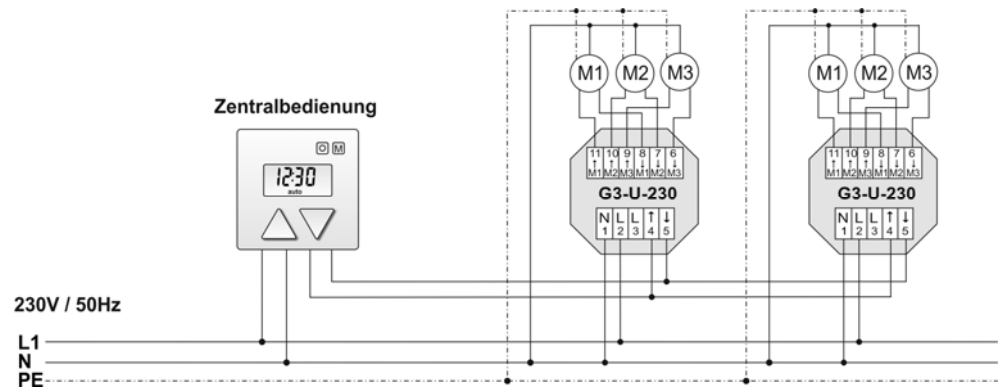 M1 M2 M3
M1 M2 M3
Zentralbedienung
O M
12:30
auto
11 10 9 8 7 6
↑ ↑ ↑ ↓ ↓ ↓
M1 M2 M3 M1 M2 M3
G3-U-230
N L L ↑ ↓
1 2 3 4 5
11 10 9 8 7 6
↑ ↑ ↑ ↓ ↓ ↓
M1 M2 M3 M1 M2 M3
G3-U-230
N L L ↑ ↓
1 2 3 4 5
230V / 50Hz
L1
N
PE